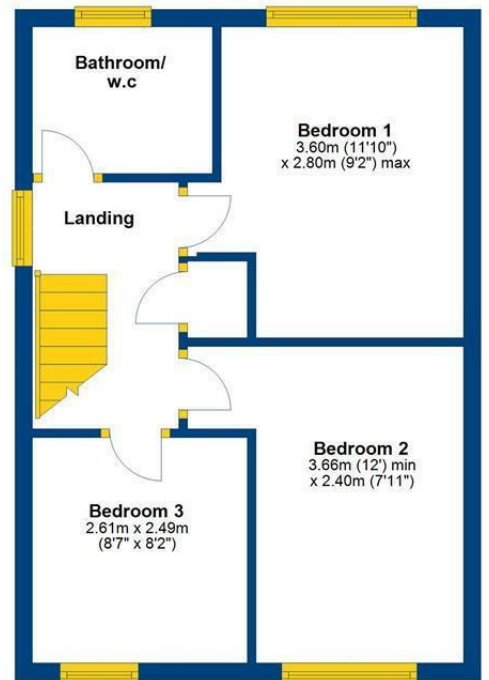 Bathroom/
w.c
Bedroom 1
3.60m (11'10")
x 2.80m (9'2") max
Landing
Bedroom 2
3.66m (12') min
x 2.40m (7'11")
Bedroom 3
2.61m x 2.49m
(8'7" x 8'2")